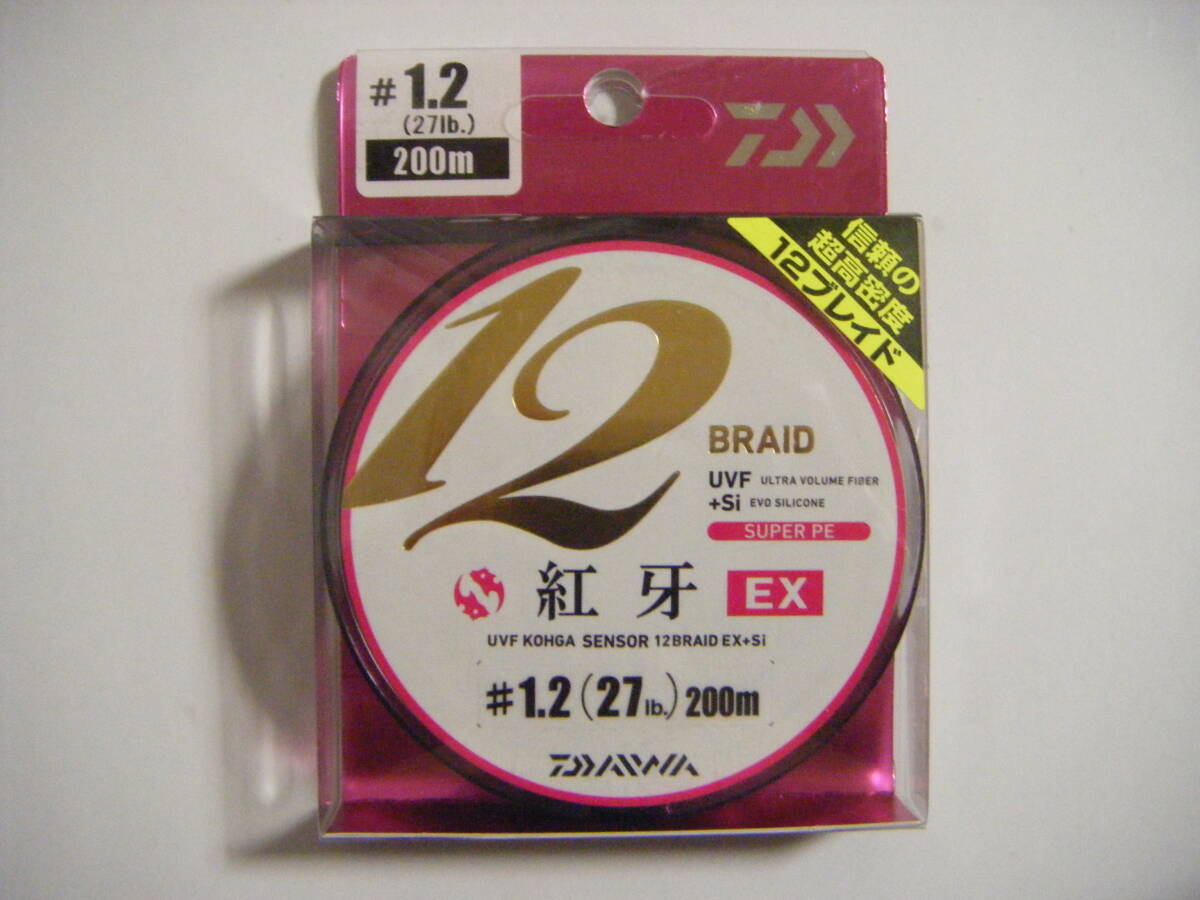 #1.2
(27lb.)
200m
信頼の
超高密度
12ブレイド
12
BRAID
UVF ULTRA VOLUME FIBER
+Si EVO SILICONE
SUPER PE
紅牙 EX
UVF KOHGA SENSOR 12BRAID EX+Si
#1.2(27lb.)200m
DAIWA